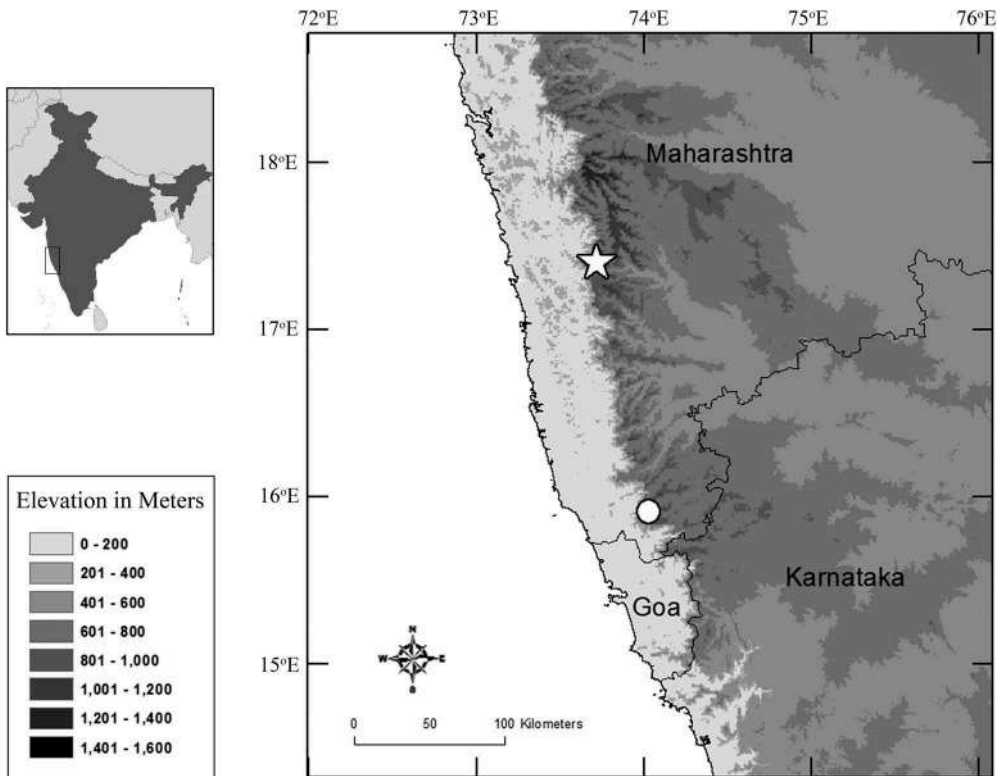 72°E 73°E 74°E 75°E 76°E
18°E
Maharashtra
17°E
16°E
Karnataka
Goa
15°E
N
W E
S
0 50 100 Kilometers
Elevation in Meters
0 - 200
201 - 400
401 - 600
601 - 800
801 - 1,000
1,001 - 1,200
1,201 - 1,400
1,401 - 1,600